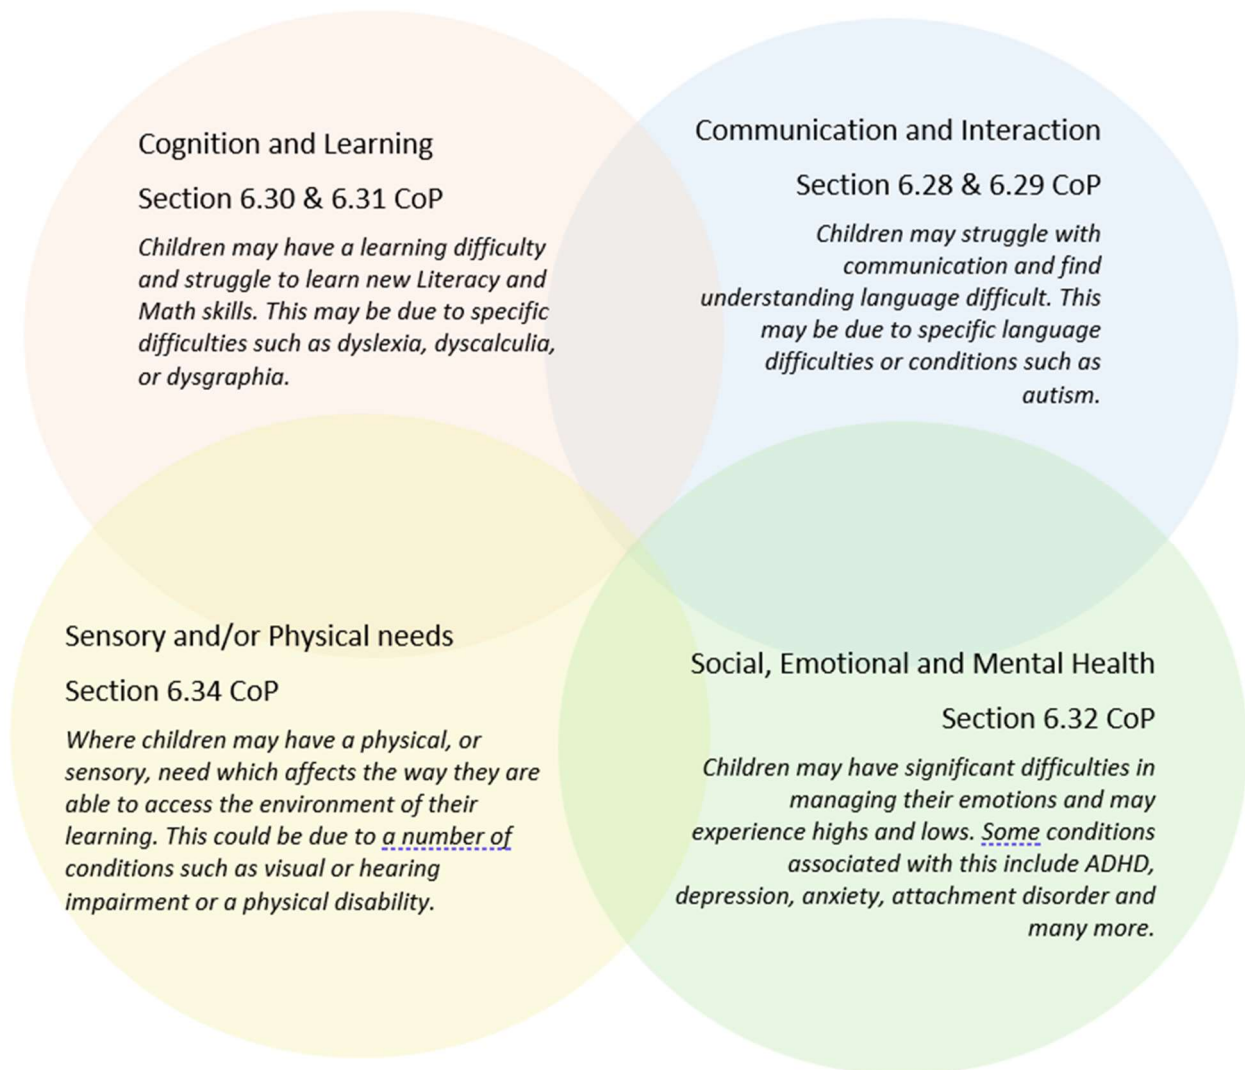 Cognition and Learning
Section 6.30 & 6.31 CoP
Children may have a learning difficulty
and struggle to learn new Literacy and
Math skills. This may be due to specific
difficulties such as dyslexia, dyscalculia,
or dysgraphia.
Communication and Interaction
Section 6.28 & 6.29 CoP
Children may struggle with
communication and find
understanding language difficult. This
may be due to specific language
difficulties or conditions such as
autism.
Sensory and/or Physical needs
Section 6.34 CoP
Where children may have a physical, or
sensory, need which affects the way they are
able to access the environment of their
learning. This could be due to a number of
conditions such as visual or hearing
impairment or a physical disability.
Social, Emotional and Mental Health
Section 6.32 CoP
Children may have significant difficulties in
managing their emotions and may
experience highs and lows. Some conditions
associated with this include ADHD,
depression, anxiety, attachment disorder and
many more.